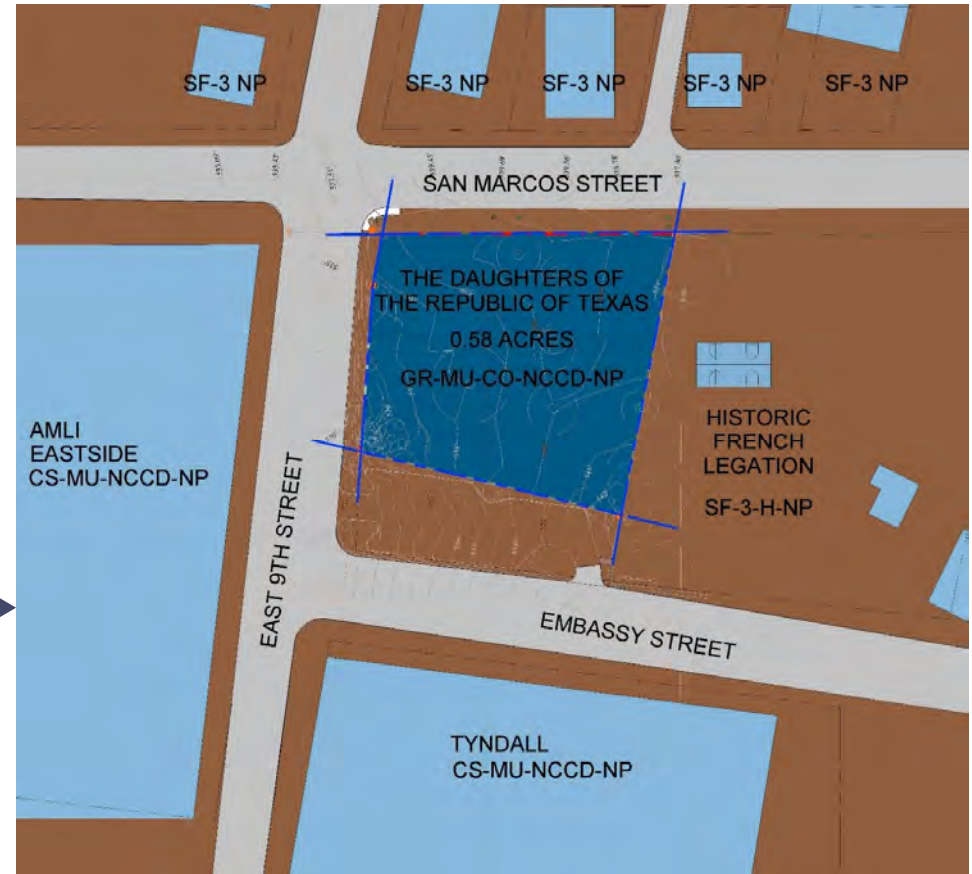 SF-3 NP
SF-3 NP
SF-3 NP
SF-3 NP
SF-3 NP
SAN MARCOS STREET
THE DAUGHTERS OF
THE REPUBLIC OF TEXAS
0.58 ACRES
GR-MU-CO-NCCD-NP
HISTORIC
FRENCH
LEGATION
SF-3-H-NP
AMLI
EASTSIDE
CS-MU-NCCD-NP
EAST 9TH STREET
EMBASSY STREET
TYNDALL
CS-MU-NCCD-NP